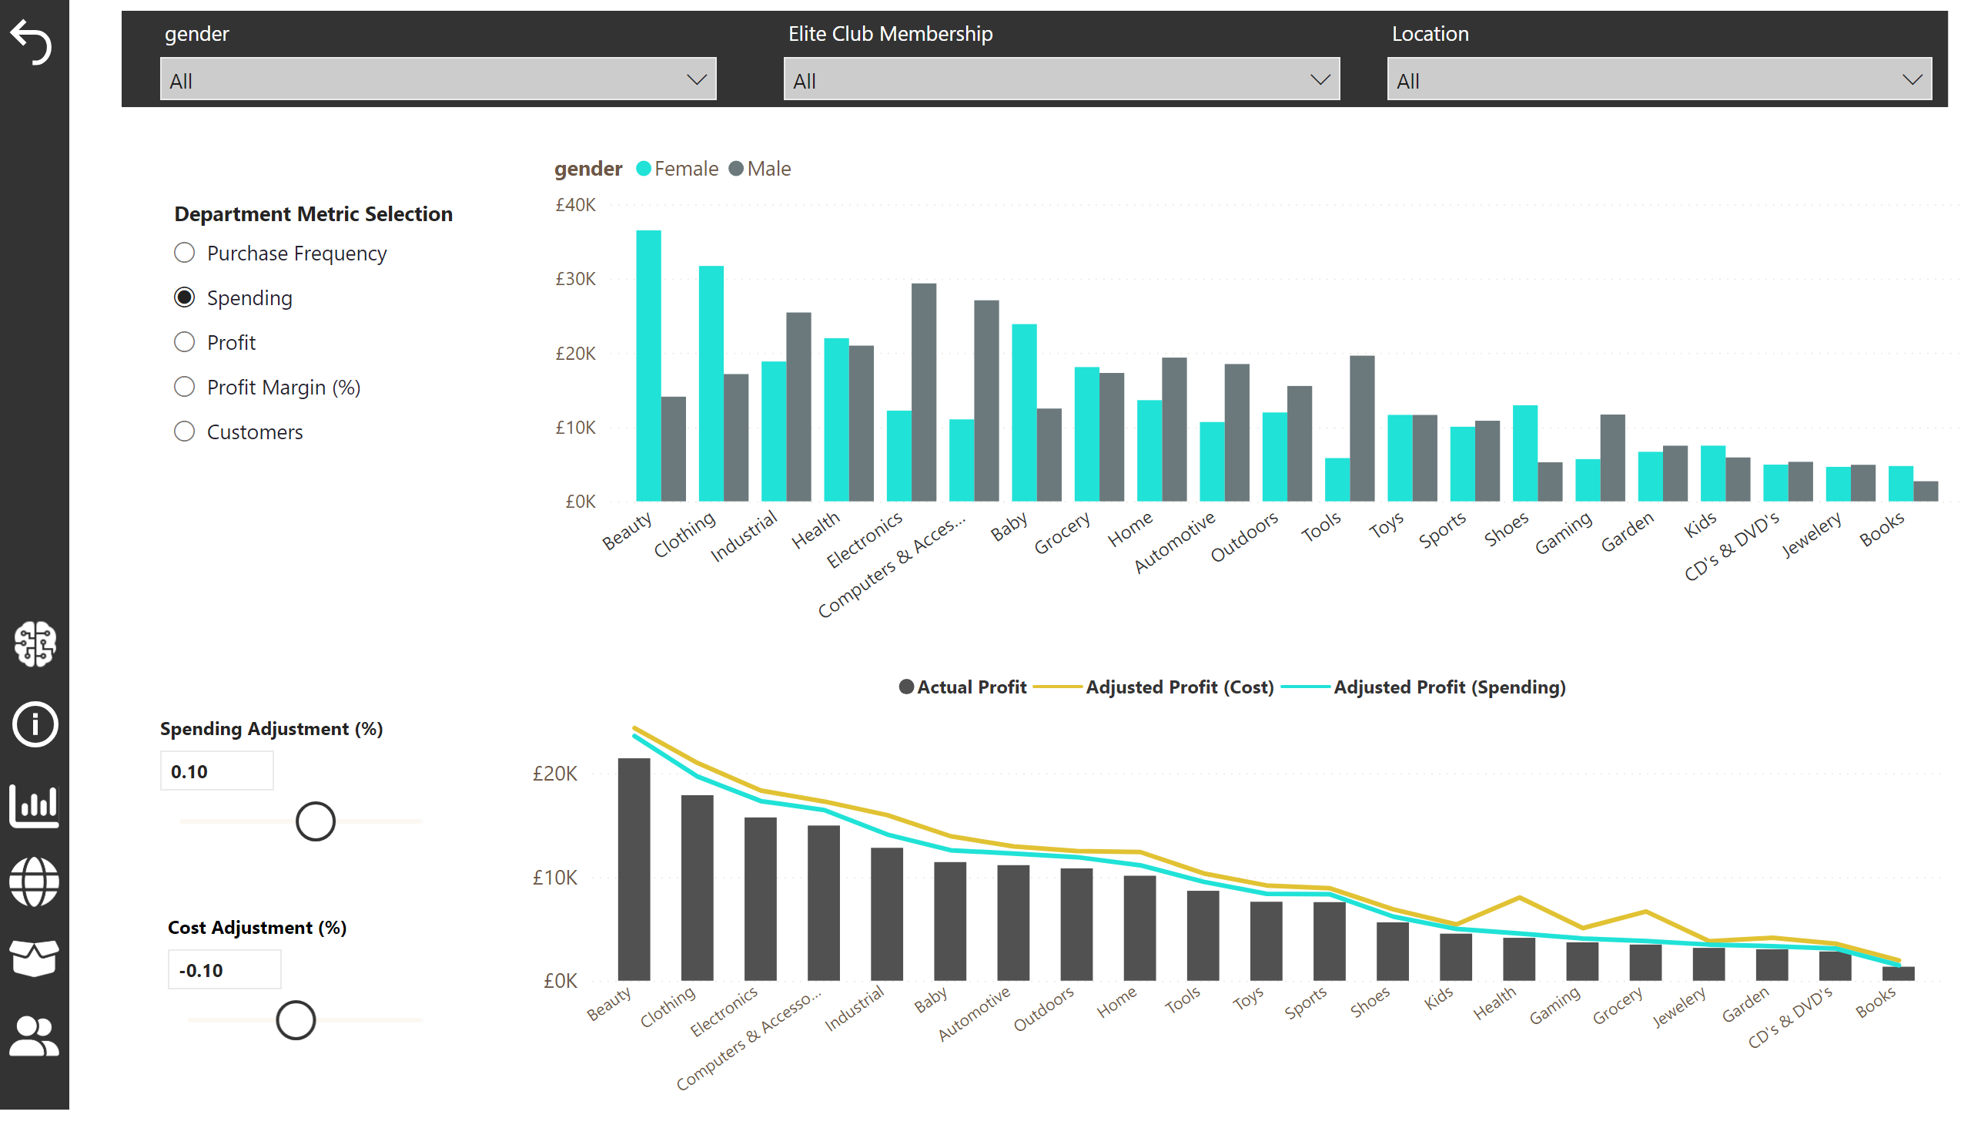 gender
Elite Club Membership
Location
All
All
All
gender Female Male
Department Metric Selection
Purchase Frequency
Spending
Profit
Profit Margin (%)
Customers
£40K
£30K
£20K
£10K
£0K
Beauty
Clothing
Industrial
Health
Electronics
Computers & Acces...
Baby
Grocery
Home
Automotive
Outdoors
Tools
Toys
Sports
Shoes
Gaming
Garden
Kids
CD's & DVD's
Jewelery
Books
Actual Profit Adjusted Profit (Cost) Adjusted Profit (Spending)
Spending Adjustment (%)
0.10
Cost Adjustment (%)
-0.10
£20K
£10K
£0K
Beauty
Clothing
Electronics
Computers & Accesso...
Industrial
Baby
Automotive
Outdoors
Home
Tools
Toys
Sports
Shoes
Kids
Health
Gaming
Grocery
Jewelery
Garden
CD's & DVD's
Books